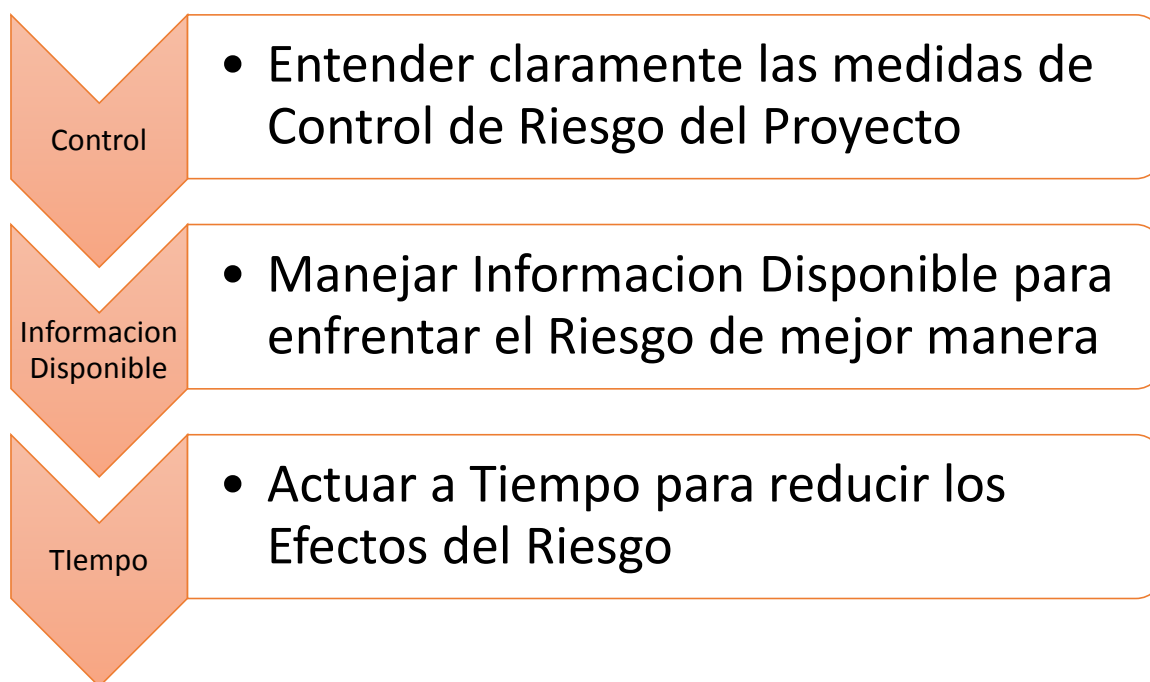 Control
• Entender claramente las medidas de
Control de Riesgo del Proyecto
Informacion
Disponible
• Manejar Informacion Disponible para
enfrentar el Riesgo de mejor manera
TIempo
• Actuar a Tiempo para reducir los
Efectos del Riesgo